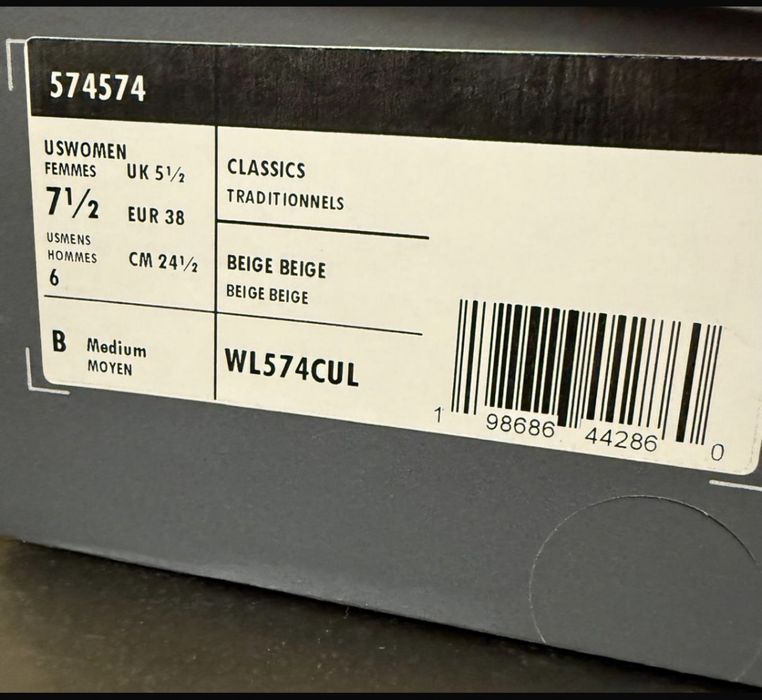 574574
USWOMEN
FEMMES UK 5½
7½ EUR 38
USMENS
HOMMES CM 24½
6
B Medium
MOYEN
CLASSICS
TRADITIONNELS
BEIGE BEIGE
BEIGE BEIGE
WL574CUL
1 98686 44286 0